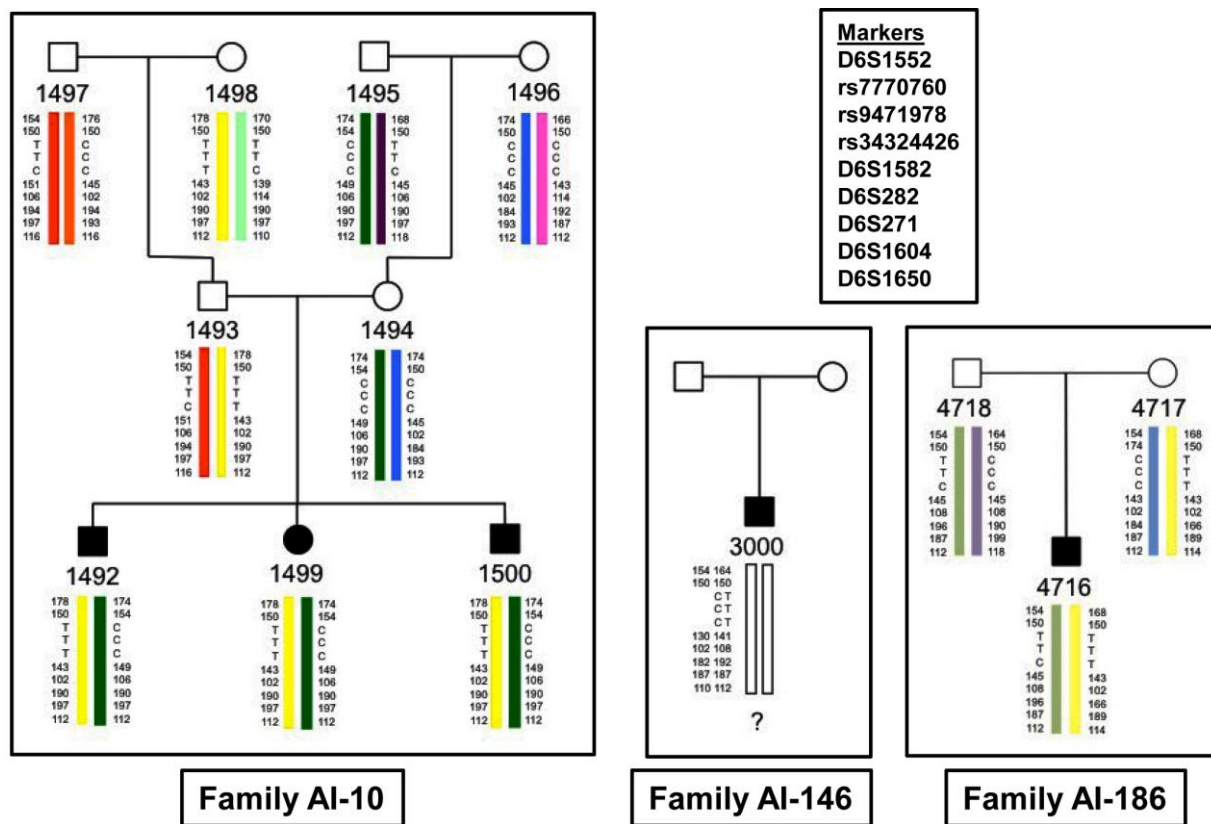 1497
1498
1495
1496
154 176
150 150
T C
T C
C C
151 145
106 102
194 194
197 193
116 116
178 170
150 150
T T
T T
T C
143 139
102 114
190 190
197 197
112 110
174 168
154 150
C T
C T
C C
149 145
106 106
190 190
197 197
112 118
174 166
150 150
C C
C C
C C
145 143
102 114
184 192
193 187
112 112
1493
1494
154 178
150 150
T T
T T
C T
151 143
106 102
194 190
197 197
116 112
174 174
154 150
C C
C C
C C
149 145
106 102
190 184
197 193
112 112
1492
1499
1500
178 174
150 154
T C
T C
T C
143 149
102 106
190 190
197 197
112 112
178 174
150 154
T C
T C
T C
143 149
102 106
190 190
197 197
112 112
178 174
150 154
T C
T C
T C
143 149
102 106
190 190
197 197
112 112
Family AI-10
Markers
D6S1552
rs7770760
rs9471978
rs34324426
D6S1582
D6S282
D6S271
D6S1604
D6S1650
3000
154 164
150 150
C T
C T
C T
130 141
102 108
182 192
187 187
110 112
?
Family AI-146
4718
4717
154 164
150 150
T C
T C
C C
145 145
108 108
196 190
187 199
112 118
154 168
174 150
C T
C T
C T
143 143
102 102
184 166
187 189
112 114
4716
154 168
150 150
T T
T T
C T
145 143
108 102
196 166
187 189
112 114
Family AI-186